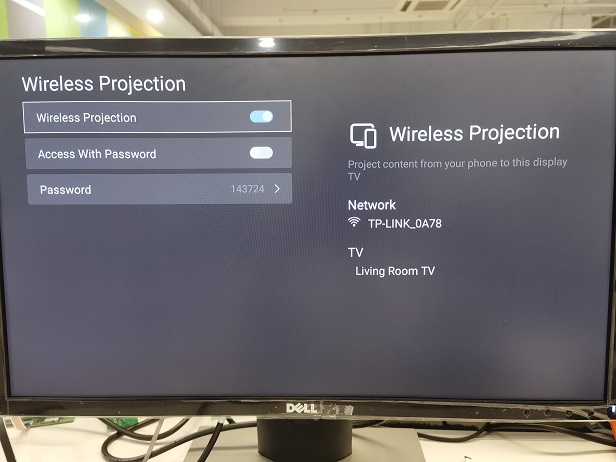 Wireless Projection
Wireless Projection
Access With Password
Password 143724
Wireless Projection
Project content from your phone to this display
TV
Network
TP-LINK_0A78
TV
Living Room TV
DELL